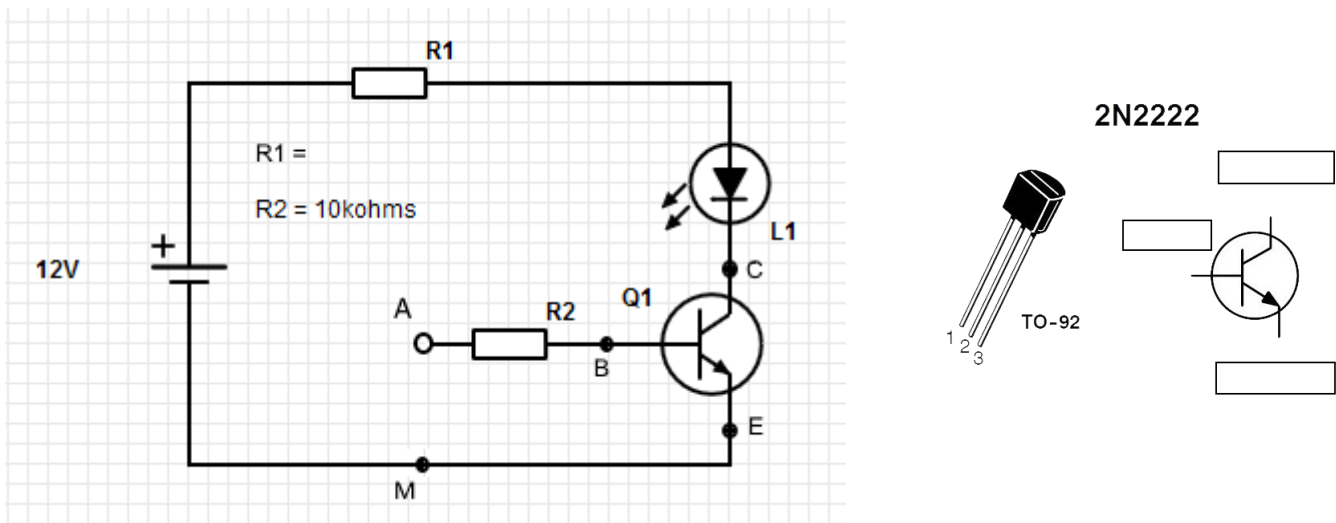 R1
R1 =
R2 = 10kohms
L1
+
12V
C
Q1
A
R2
B
E
M
2N2222
TO-92
1
2
3